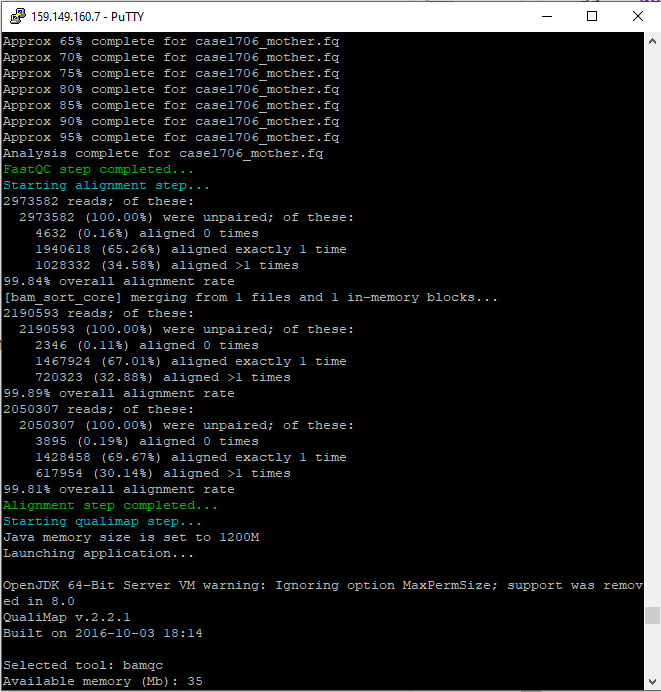 159.149.160.7 - PuTTY
Approx 65% complete for case1706_mother.fq
Approx 70% complete for case1706_mother.fq
Approx 75% complete for case1706_mother.fq
Approx 80% complete for case1706_mother.fq
Approx 85% complete for case1706_mother.fq
Approx 90% complete for case1706_mother.fq
Approx 95% complete for case1706_mother.fq
Analysis complete for case1706_mother.fq
FastQC step completed...
Starting alignment step...
2973582 reads; of these:
  2973582 (100.00%) were unpaired; of these:
    4632 (0.16%) aligned 0 times
    1940618 (65.26%) aligned exactly 1 time
    1028332 (34.58%) aligned >1 times
99.84% overall alignment rate
[bam_sort_core] merging from 1 files and 1 in-memory blocks...
2190593 reads; of these:
  2190593 (100.00%) were unpaired; of these:
    2346 (0.11%) aligned 0 times
    1467924 (67.01%) aligned exactly 1 time
    720323 (32.88%) aligned >1 times
99.89% overall alignment rate
2050307 reads; of these:
  2050307 (100.00%) were unpaired; of these:
    3895 (0.19%) aligned 0 times
    1428458 (69.67%) aligned exactly 1 time
    617954 (30.14%) aligned >1 times
99.81% overall alignment rate
Alignment step completed...
Starting qualimap step...
Java memory size is set to 1200M
Launching application...
OpenJDK 64-Bit Server VM warning: Ignoring option MaxPermSize; support was remov
ed in 8.0
QualiMap v.2.2.1
Built on 2016-10-03 18:14
Selected tool: bamqc
Available memory (Mb): 35